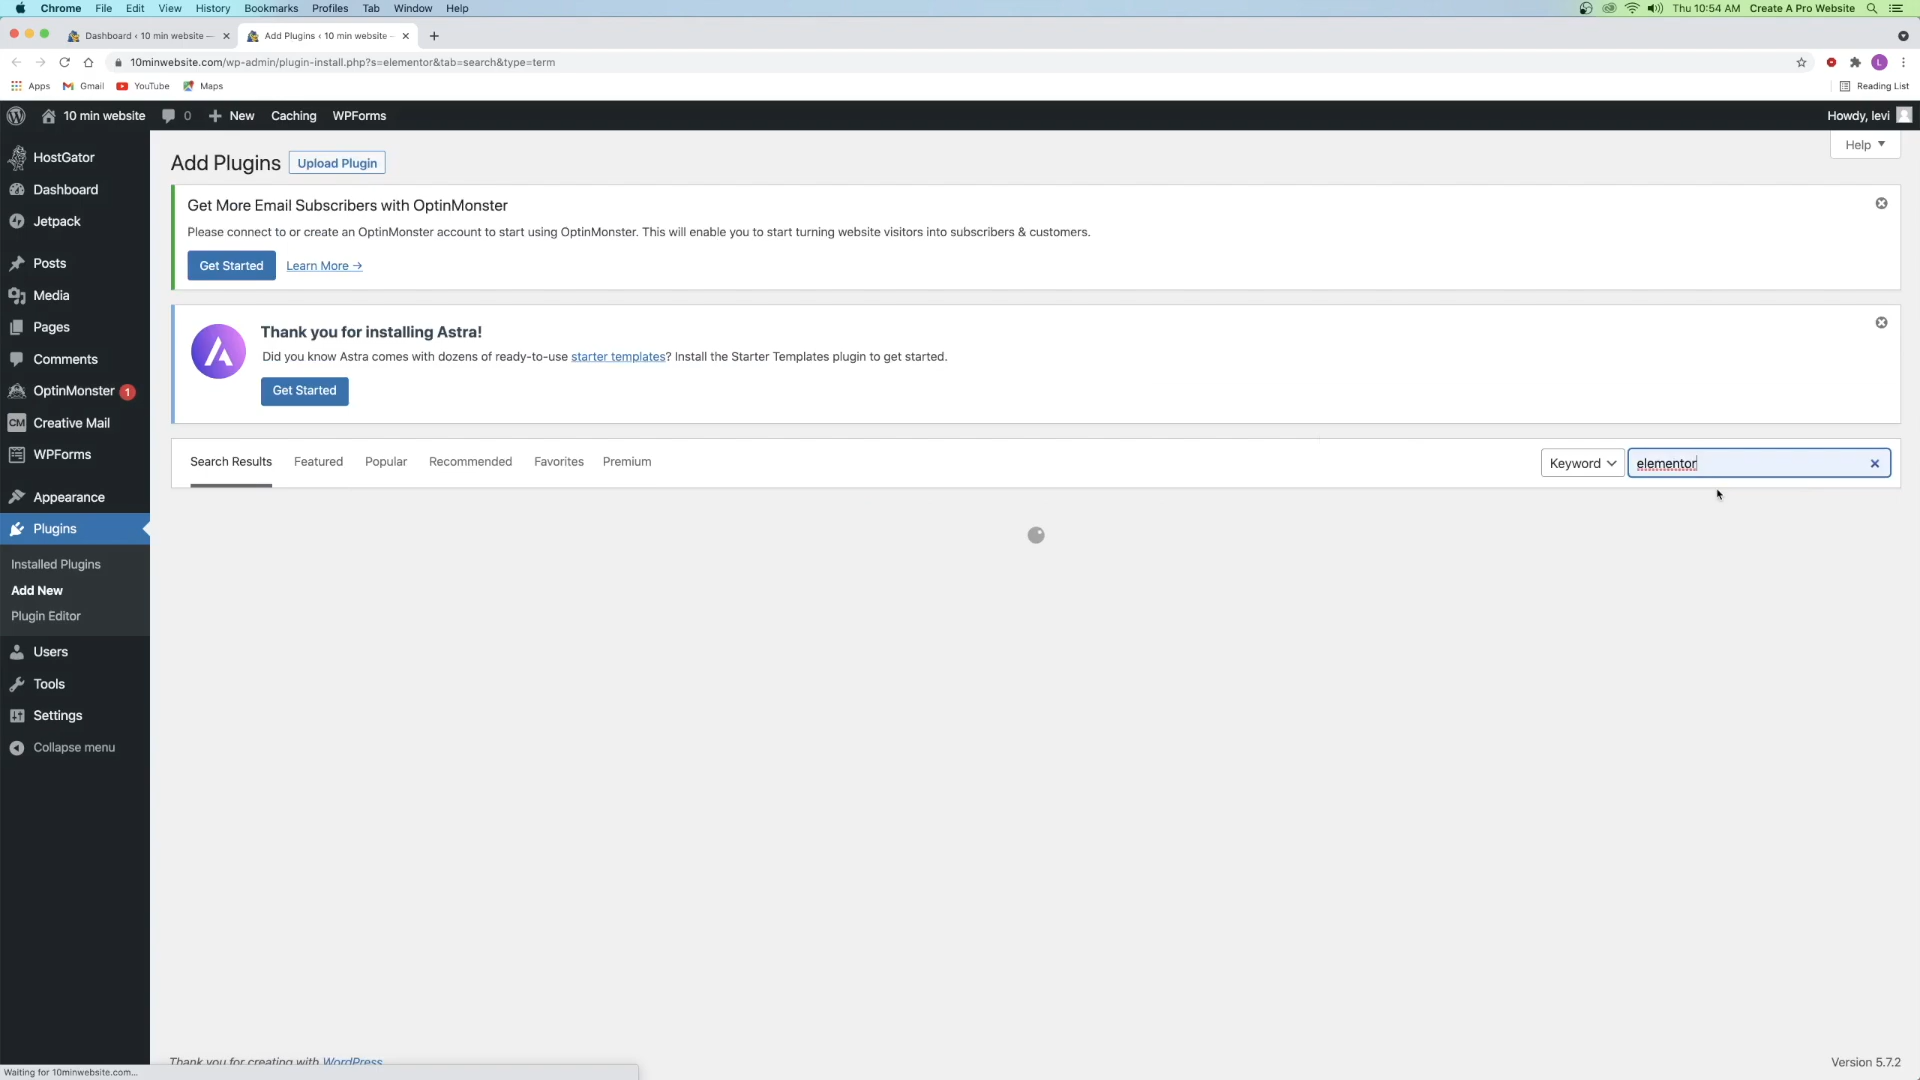 Chrome File Edit View History Bookmarks Profiles Tab Window Help Thu 10:54 AM Create A Pro Website
Dashboard ‹ 10 min website — Add Plugins ‹ 10 min website -
10minwebsite.com/wp-admin/plugin-install.php?s=elementor&tab=search&type=term L
Apps Gmail YouTube Maps Reading List
10 min website 0 New Caching WPForms Howdy, levi
Help
HostGator
Dashboard
Jetpack
Posts
Media
Pages
Comments
OptinMonster 1
CM Creative Mail
WPForms
Appearance
Plugins
Installed Plugins
Add New
Plugin Editor
Users
Tools
Settings
Collapse menu
Add Plugins Upload Plugin
Get More Email Subscribers with OptinMonster
Please connect to or create an OptinMonster account to start using OptinMonster. This will enable you to start turning website visitors into subscribers & customers.
Get Started Learn More →
Thank you for installing Astra!
Did you know Astra comes with dozens of ready-to-use starter templates? Install the Starter Templates plugin to get started.
Get Started
Search Results Featured Popular Recommended Favorites Premium Keyword elementor
Thank you for creating with WordPress Version 5.7.2
Waiting for 10minwebsite.com...